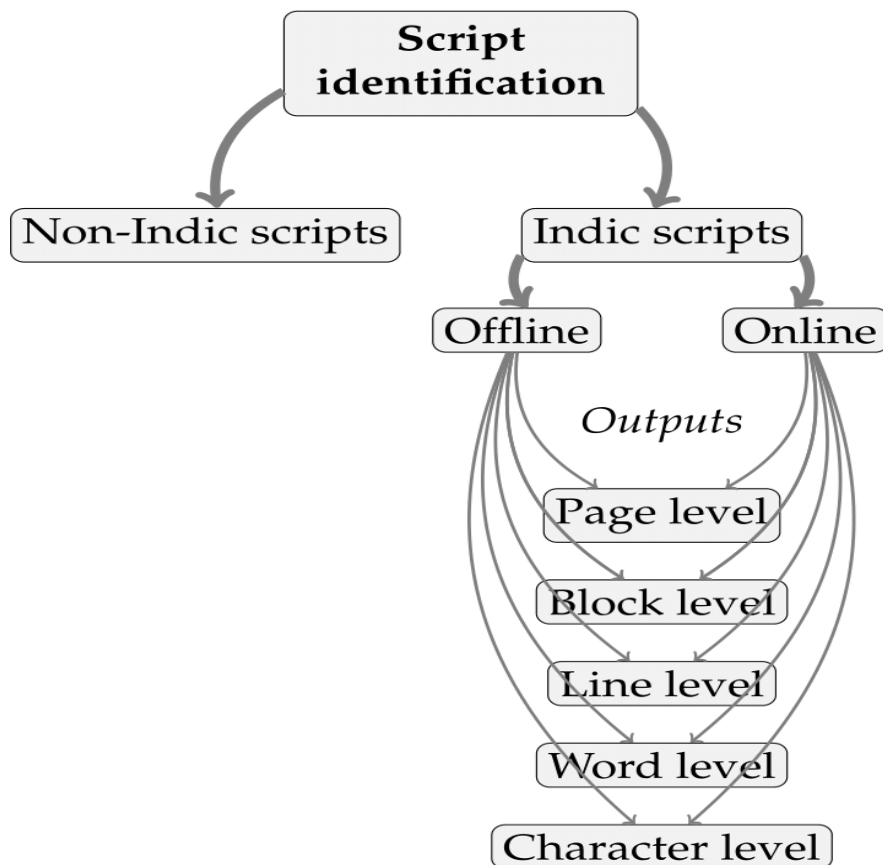 Script
identification
Non-Indic scripts
Indic scripts
Offline
Online
Outputs
Page level
Block level
Line level
Word level
Character level